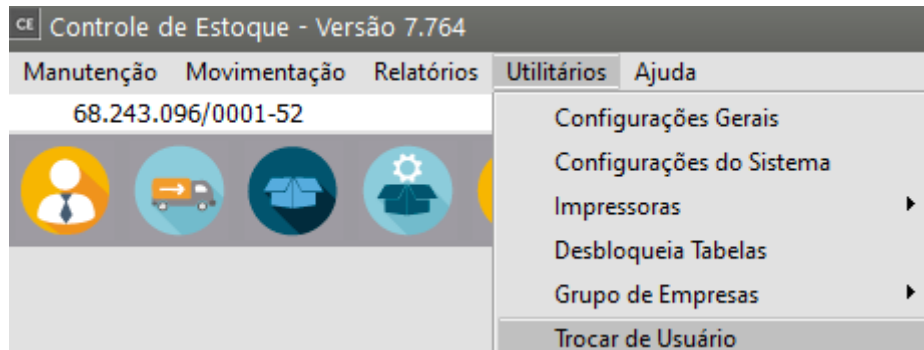 CE Controle de Estoque - Versão 7.764
Manutenção Movimentação Relatórios Utilitários Ajuda
68.243.096/0001-52
Configurações Gerais
Configurações do Sistema
Impressoras
Desbloqueia Tabelas
Grupo de Empresas
Trocar de Usuário